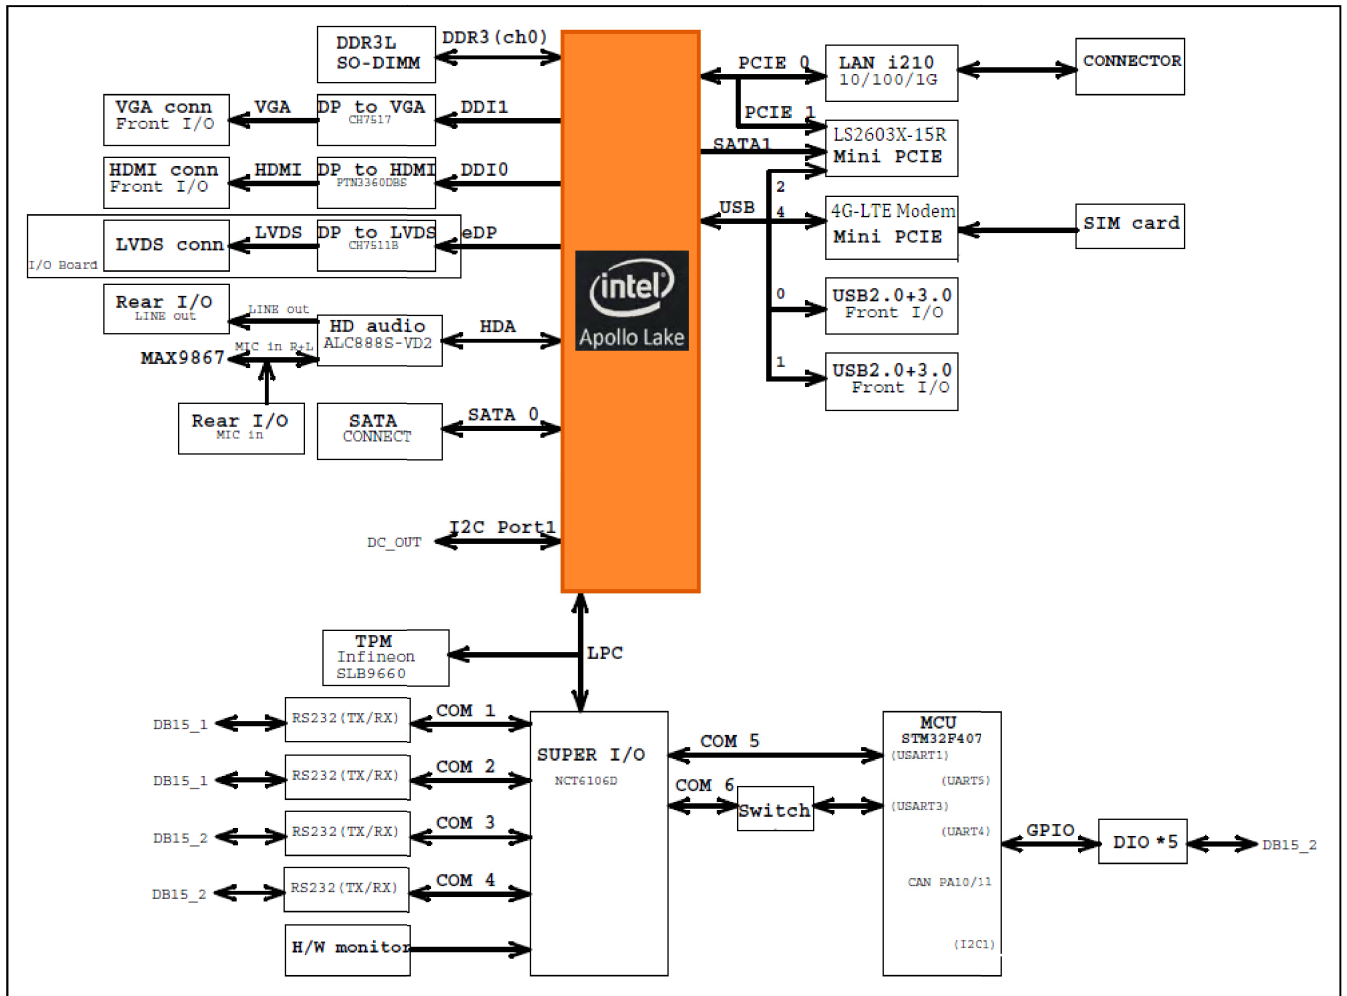 DDR3L
SO-DIMM
DDR3(ch0)
VGA conn
Front I/O
VGA
DP to VGA
CH7517
DDI1
HDMI conn
Front I/O
HDMI
DP to HDMI
PTN3360DBS
DDI0
LVDS conn
I/O Board
LVDS
DP to LVDS
CH7511B
eDP
Rear I/O
LINE out
LINE out
HD audio
ALC888S-VD2
HDA
MAX9867
MIC in R+L
Rear I/O
MIC in
SATA
CONNECT
SATA 0
DC_OUT
I2C Port1
intel
Apollo Lake
PCIE 0
LAN i210
10/100/1G
CONNECTOR
PCIE 1
SATA1
LS2603X-15R
Mini PCIE
2
USB
4
4G-LTE Modem
Mini PCIE
SIM card
0
USB2.0+3.0
Front I/O
1
USB2.0+3.0
Front I/O
TPM
Infineon
SLB9660
LPC
DB15_1
RS232(TX/RX)
COM 1
DB15_1
RS232(TX/RX)
COM 2
DB15_2
RS232(TX/RX)
COM 3
DB15_2
RS232(TX/RX)
COM 4
H/W monitor
SUPER I/O
NCT6106D
COM 5
COM 6
Switch
MCU
STM32F407
(USART1)
(UART5)
(USART3)
(UART4)
CAN PA10/11
(I2C1)
GPIO
DIO *5
DB15_2